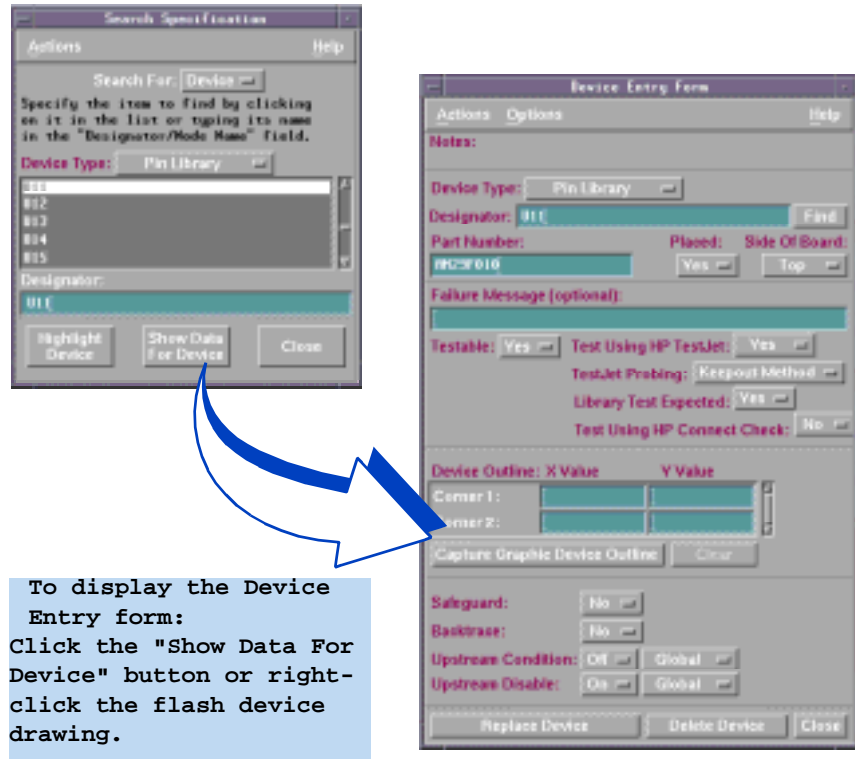 Search Specification
Actions Help
Search For: Device
Specify the item to find by clicking
on it in the list or typing its name
in the "Designator/Node Name" field.
Device Type: Pin Library
U11
U12
U13
U14
U15
Designator:
U11
Highlight Device
Show Data For Device
Close
Device Entry Form
Actions Options Help
Notes:
Device Type: Pin Library
Designator: U11 Find
Part Number: Placed: Side Of Board:
AM29F010 Yes Top
Failure Message (optional):
Testable: Yes Test Using HP TestJet: Yes
TestJet Probing: Keepout Method
Library Test Expected: Yes
Test Using HP Connect Check: No
Device Outline: X Value Y Value
Corner 1:
Corner 2:
Capture Graphic Device Outline Clear
Safeguard: No
Backtrace: No
Upstream Condition: Off Global
Upstream Disable: On Global
Replace Device Delete Device Close
To display the Device
Entry form:
Click the "Show Data For
Device" button or right-
click the flash device
drawing.